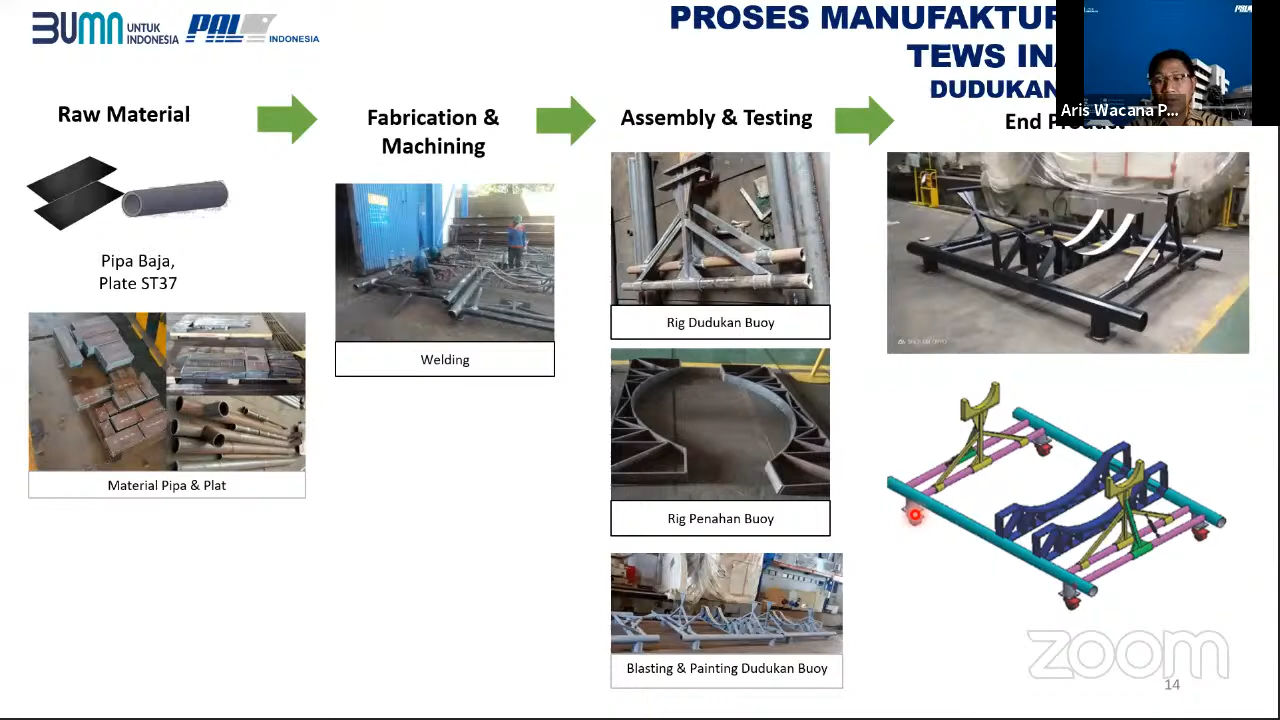 BUMN UNTUK
INDONESIA
PAL INDONESIA
PROSES MANUFAKTUR
TEWS INA
DUDUKAN
Aris Wacana P...
Raw Material
Fabrication &
Machining
Assembly & Testing
End Product
Pipa Baja,
Plate ST37
Material Pipa & Plat
Welding
Rig Dudukan Buoy
Rig Penahan Buoy
Blasting & Painting Dudukan Buoy
zoom
14